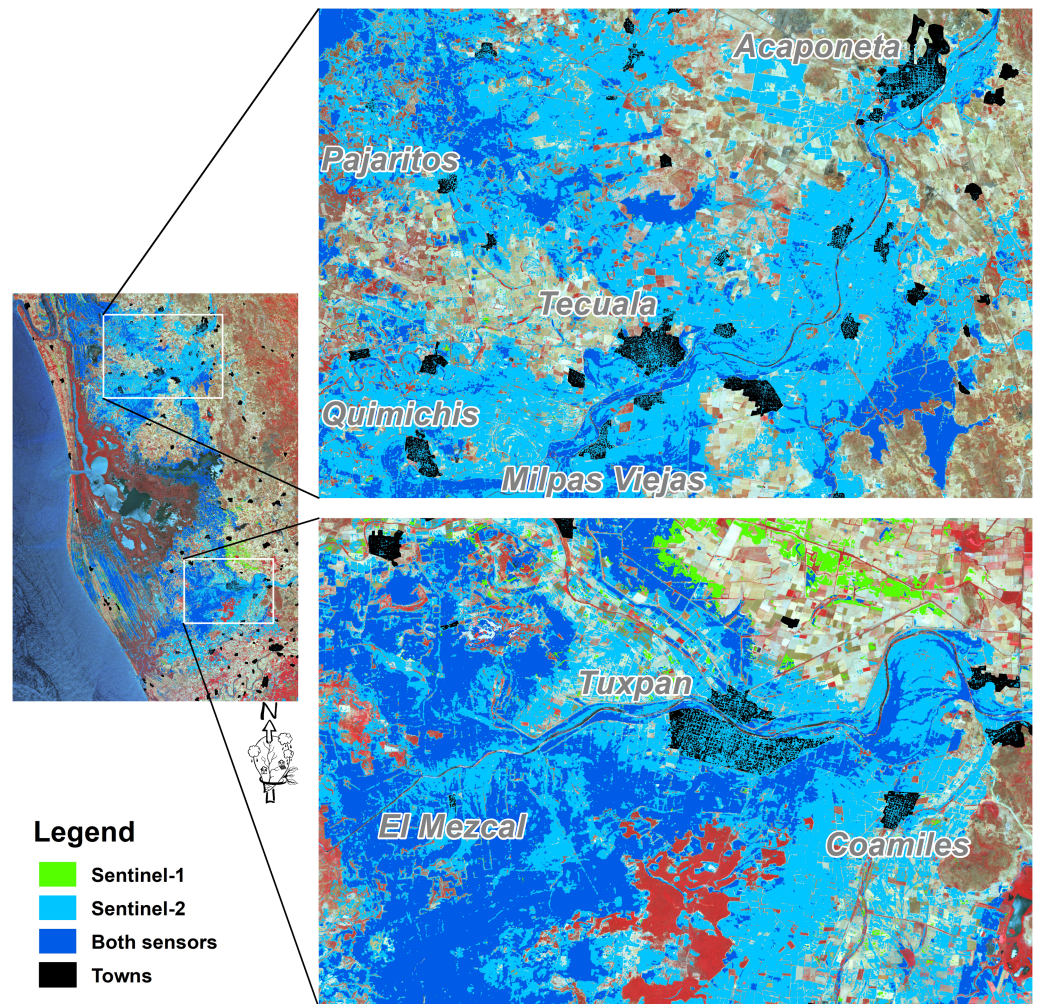 Acaponeta
Pajaritos
Tecuala
Quimichis
Milpas Viejas
Tuxpan
El Mezcal
Coamiles
N
Legend
Sentinel-1
Sentinel-2
Both sensors
Towns